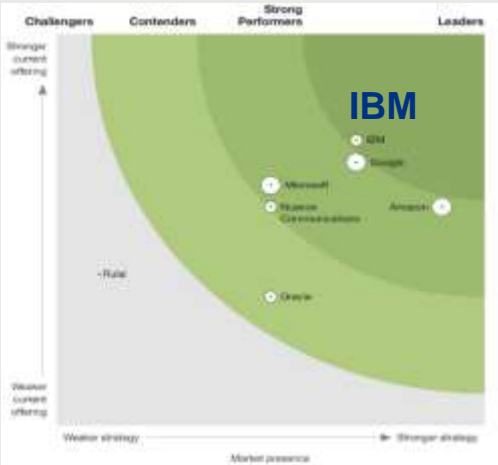 Challengers
Contenders
Strong
Performers
Leaders
Stronger
current
offering
IBM
IBM
Google
Microsoft
Nuance
Communications
Amazon
Rulai
Oracle
Weaker
current
offering
Weaker strategy
Stronger strategy
Market presence